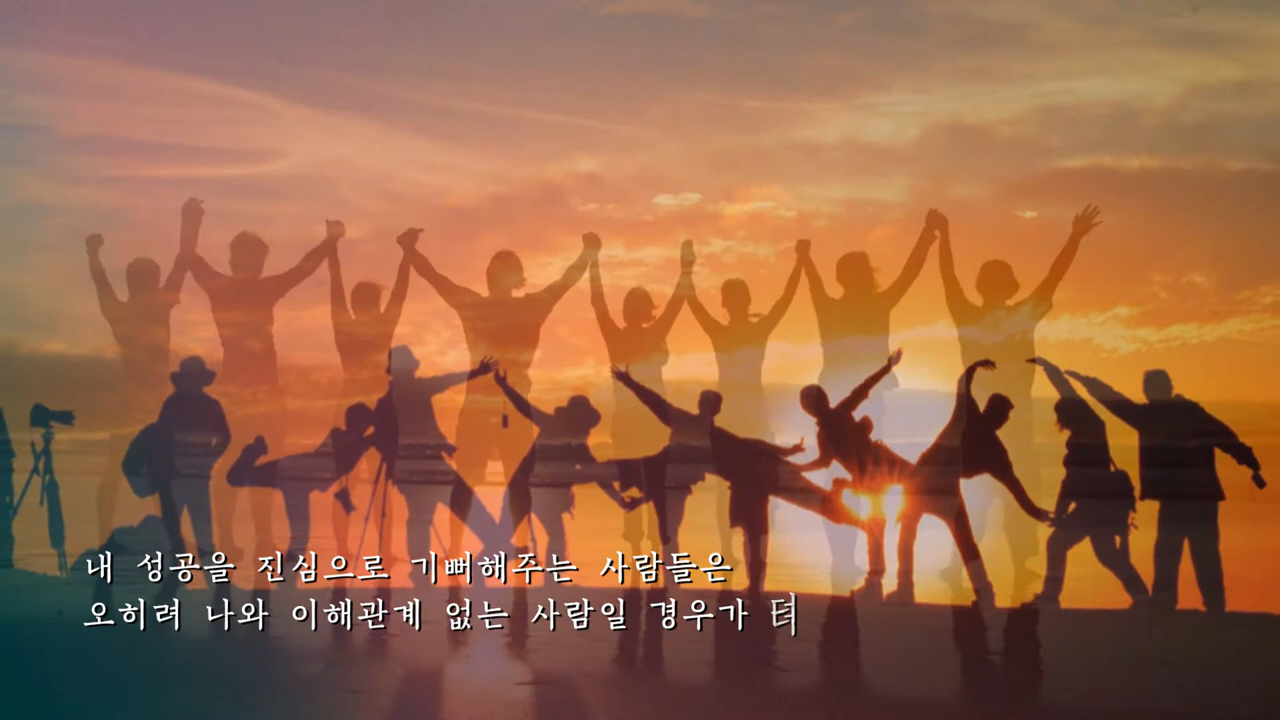 내 성공을 진심으로 기뻐해주는 사람들은
오히려 나와 이해관계 없는 사람일 경우가 더